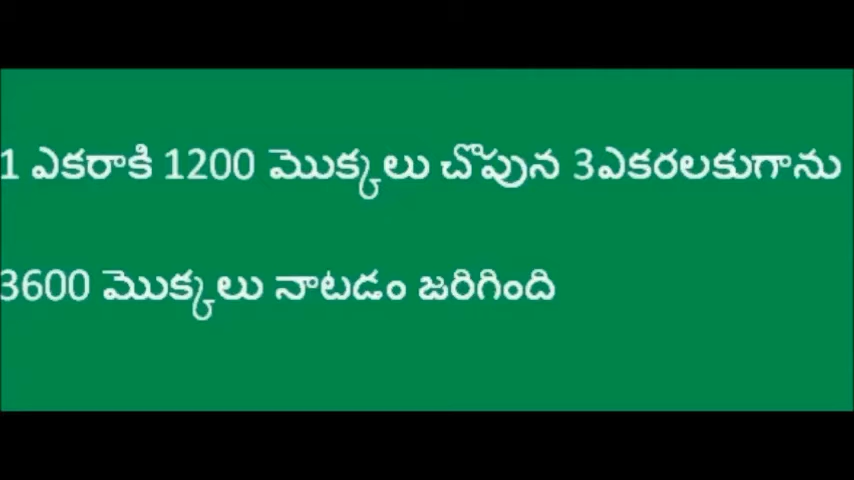 1 ఎకరాకి 1200 మొక్కలు చొపున 3ఎకరలకుగాను
3600 మొక్కలు నాటడం జరిగింది